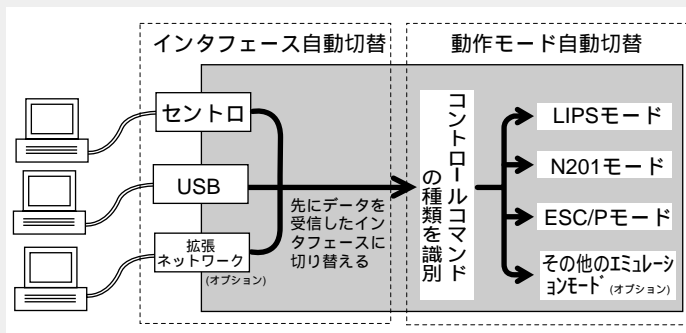 インタフェース自動切替
動作モード自動切替
セントロ
USB
拡張
ネットワーク
(オプション)
先にデータを
受信したイン
タフェースに
切り替える
コントロールコマンド
の種類を識別
LIPSモード
N201モード
ESC/Pモード
その他のエミュレーシ
ョンモード(オプション)